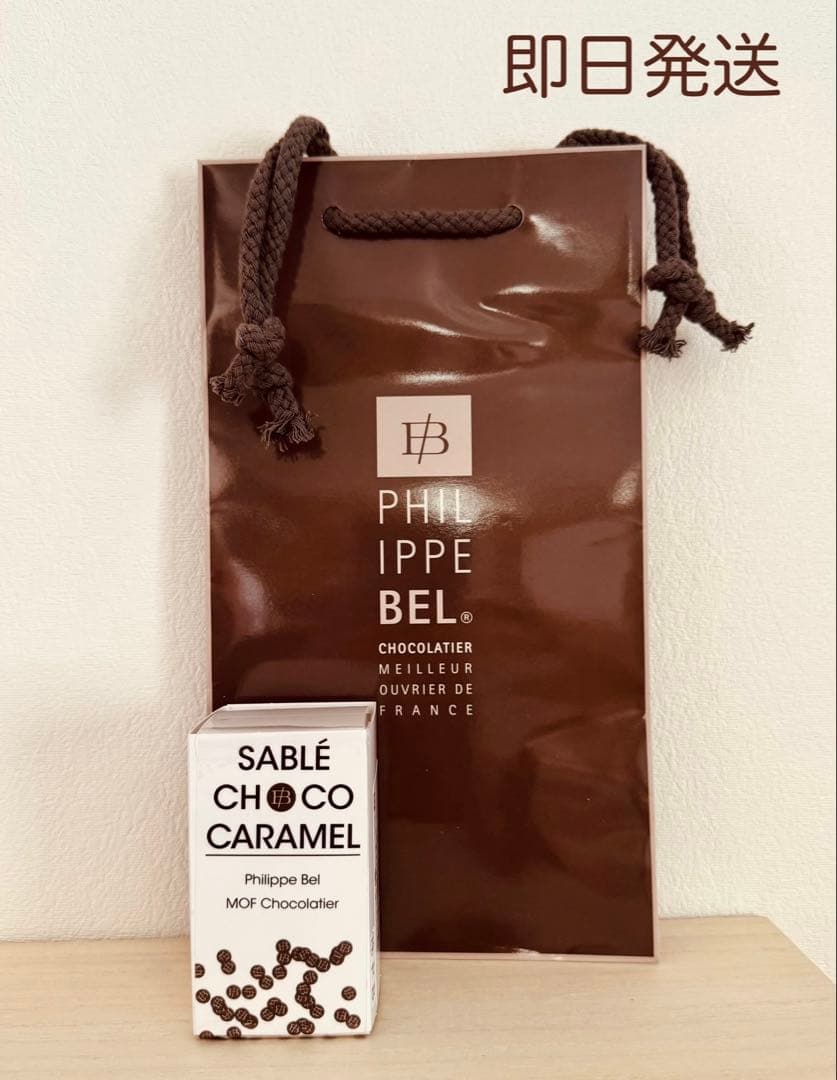 即日発送
PHIL
IPPE
BEL®
CHOCOLATIER
MEILLEUR
OUVRIER DE
FRANCE
SABLÉ
CHOCO
CARAMEL
Philippe Bel
MOF Chocolatier